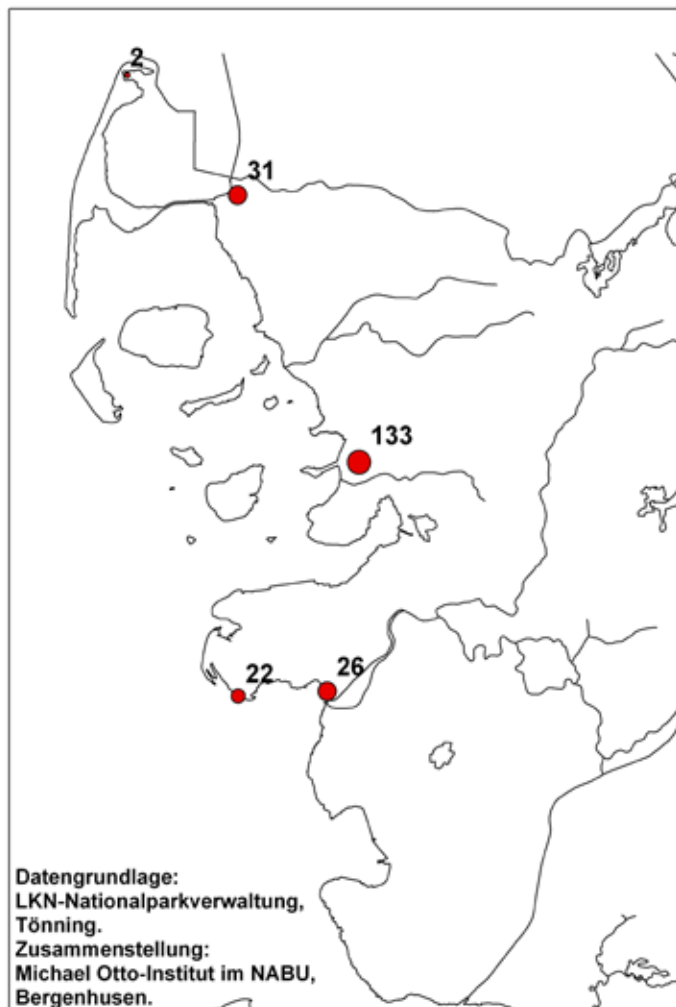 2
31
133
22
26
Datengrundlage:
LKN-Nationalparkverwaltung,
Tönning.
Zusammenstellung:
Michael Otto-Institut im NABU,
Bergenhusen.